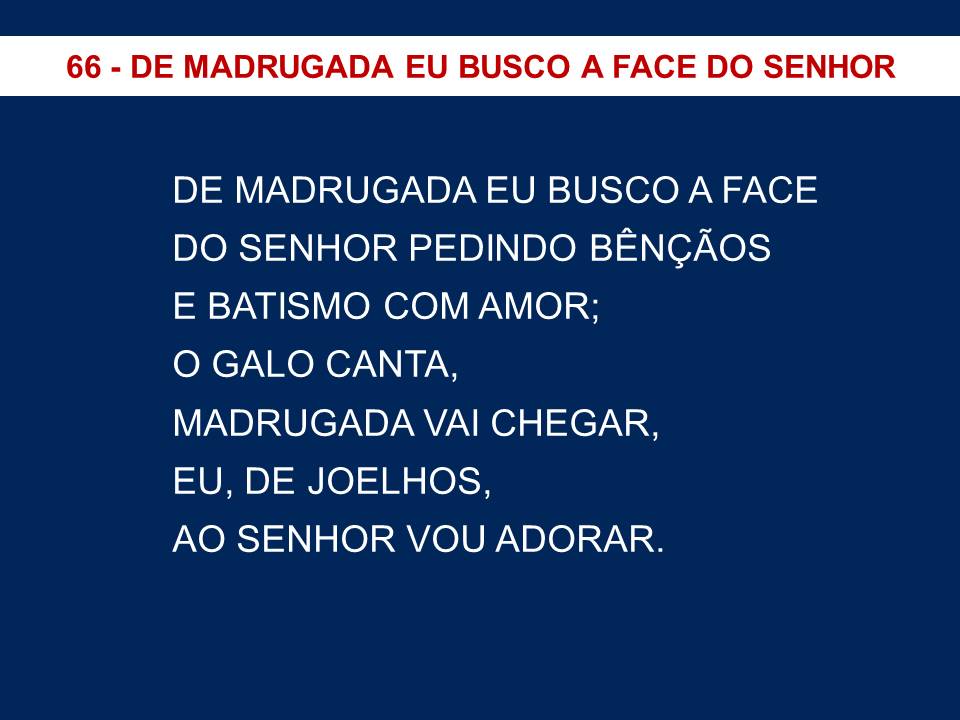 66 - DE MADRUGADA EU BUSCO A FACE DO SENHOR
DE MADRUGADA EU BUSCO A FACE
DO SENHOR PEDINDO BÊNÇÃOS
E BATISMO COM AMOR;
O GALO CANTA,
MADRUGADA VAI CHEGAR,
EU, DE JOELHOS,
AO SENHOR VOU ADORAR.